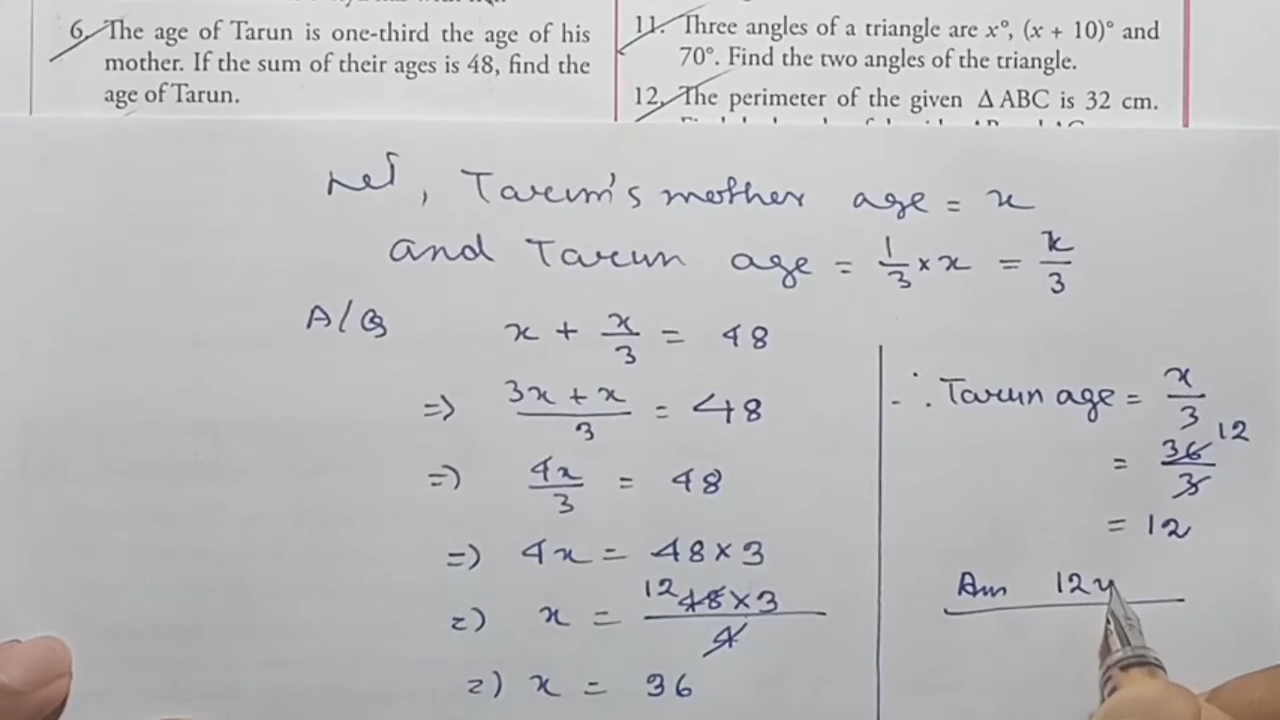 6. The age of Tarun is one-third the age of his
mother. If the sum of their ages is 48, find the
age of Tarun.
11. Three angles of a triangle are x°, (x + 10)° and
70°. Find the two angles of the triangle.
12. The perimeter of the given Δ ABC is 32 cm.
Let, Tarun's mother age = x
and Tarun age = 1/3 × x = x/3
A/Q x + x/3 = 48
=> (3x + x)/3 = 48
=> 4x/3 = 48
=> 4x = 48 × 3
=> x = 12 48 × 3/4
=> x = 36
∴ Tarun age = x/3
= 36/3 12
= 12
Ans 12 y